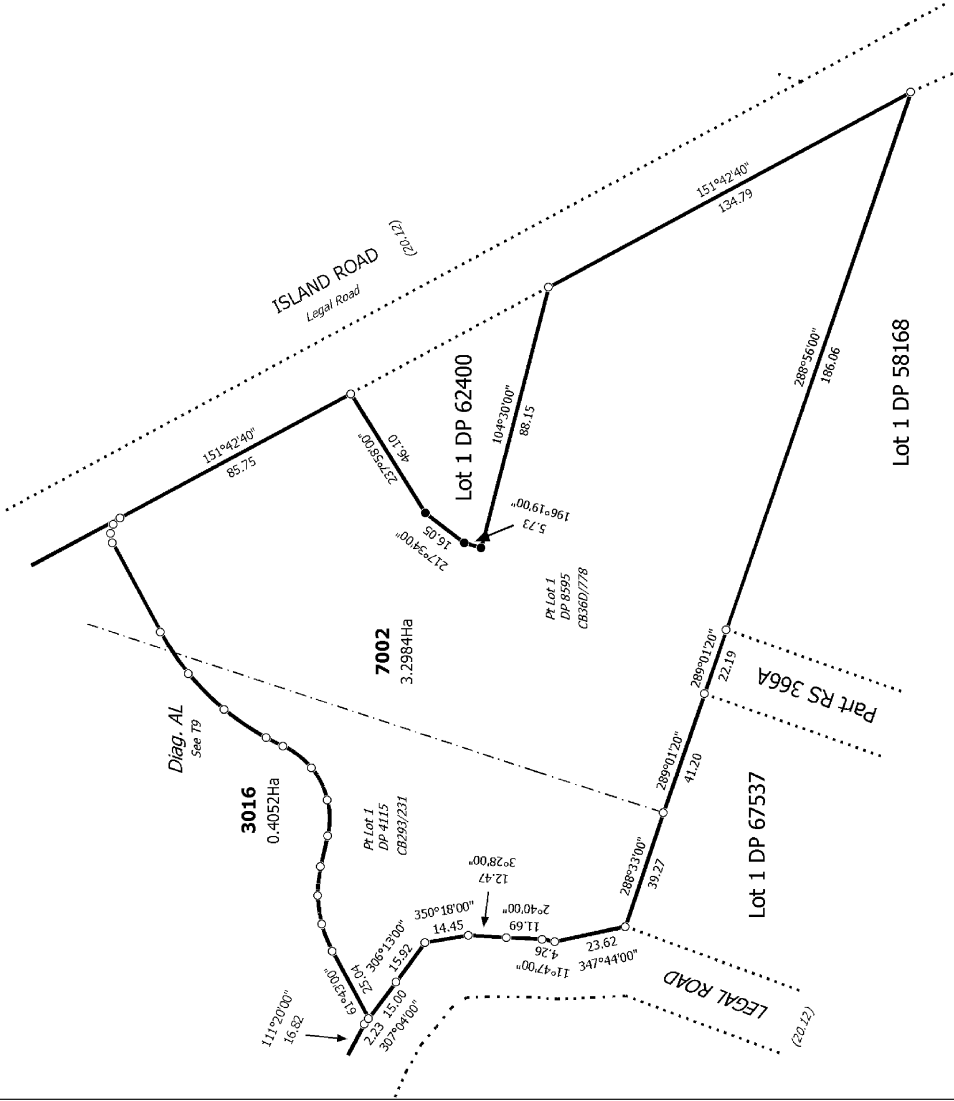 151°42'40"
134.79
(20.12)
ISLAND ROAD
Legal Road
288°56'00"
186.06
Lot 1 DP 58168
Lot 1 DP 62400
104°30'00"
88.15
151°42'40"
85.75
237°58'00"
46.10
217°34'00"
16.05
196°19'00"
5.73
Pt Lot 1
DP 8595
CB36D/778
7002
3.2984Ha
289°01'20"
22.19
Part RS 366A
Diag. AL
See T9
289°01'20"
41.20
3016
0.4052Ha
Pt Lot 1
DP 4115
CB293/231
Lot 1 DP 67537
288°33'00"
39.27
3°28'00"
12.47
350°18'00"
14.45
2°40'00"
11.69
11°47'00"
4.26
23.62
347°44'00"
306°13'00"
15.92
61°43'00"
25.04
15.00
307°04'00"
2.23
111°20'00"
16.82
LEGAL ROAD
(20.12)